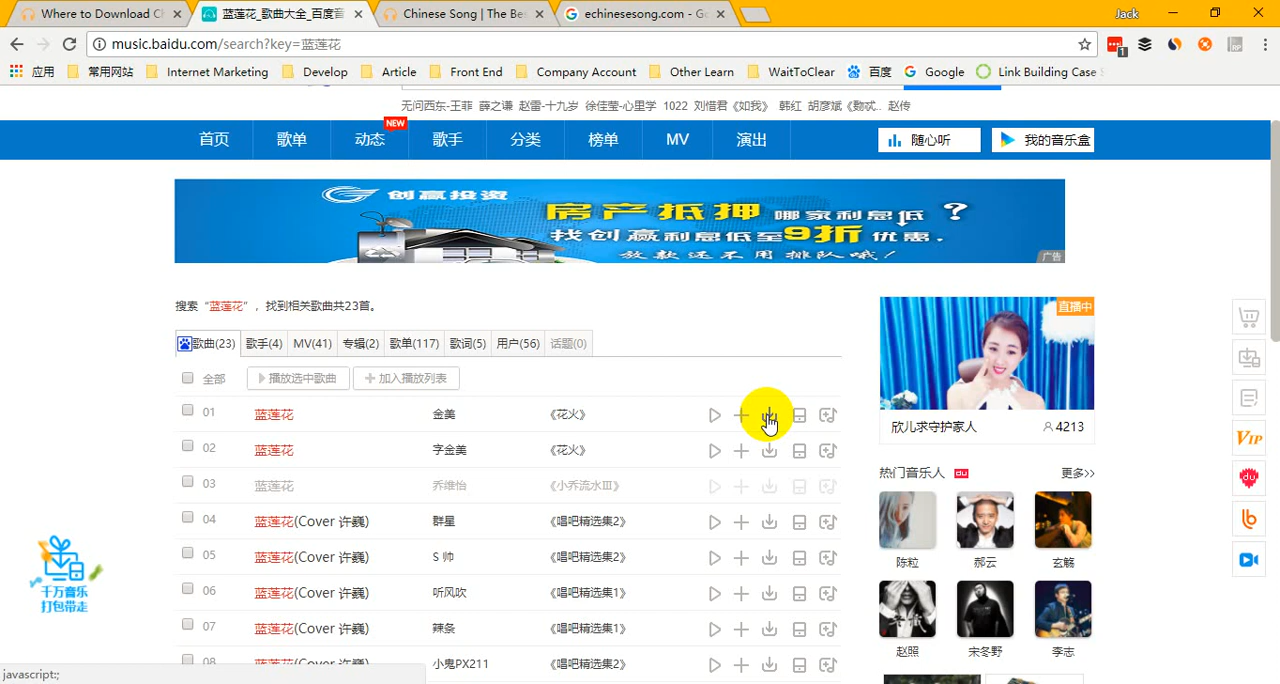 Where to Download Ch
蓝莲花_歌曲大全_百度音
Chinese Song | The Be
echinesesong.com - Go
Jack
music.baidu.com/search?key=蓝莲花
1
应用 常用网站 Internet Marketing Develop Article Front End Company Account Other Learn WaitToClear 百度 Google Link Building Case
无问西东-王菲 薛之谦 赵雷-十九岁 徐佳莹-心里学 1022 刘惜君《如我》 韩红 胡彦斌《覅忒.. 赵传
首页 歌单 动态 NEW 歌手 分类 榜单 MV 演出 随心听 我的音乐盒
创赢投资
房产抵押 哪家利息低?
找创赢利息低至9折优惠.
放款还不用排队哦!
广告
搜索“蓝莲花”，找到相关歌曲共23首。
歌曲(23) 歌手(4) MV(41) 专辑(2) 歌单(117) 歌词(5) 用户(56) 话题(0)
全部 播放选中歌曲 加入播放列表
01 蓝莲花 金美 《花火》
02 蓝莲花 字金美 《花火》
03 蓝莲花 乔维怡 《小乔流水Ⅲ》
04 蓝莲花(Cover 许巍) 群星 《唱吧精选集2》
05 蓝莲花(Cover 许巍) S 帅 《唱吧精选集2》
06 蓝莲花(Cover 许巍) 听风吹 《唱吧精选集1》
07 蓝莲花(Cover 许巍) 辣条 《唱吧精选集1》
08 蓝莲花(Cover 许巍) 小鬼PX211 《唱吧精选集2》
直播中
欣儿求守护家人 4213
热门音乐人 du 更多>>
陈粒 郝云 玄觞
赵照 宋冬野 李志
VIP
du
千万音乐
打包带走
javascript:;